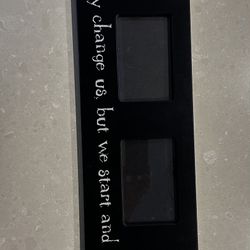 y change us, but we start and